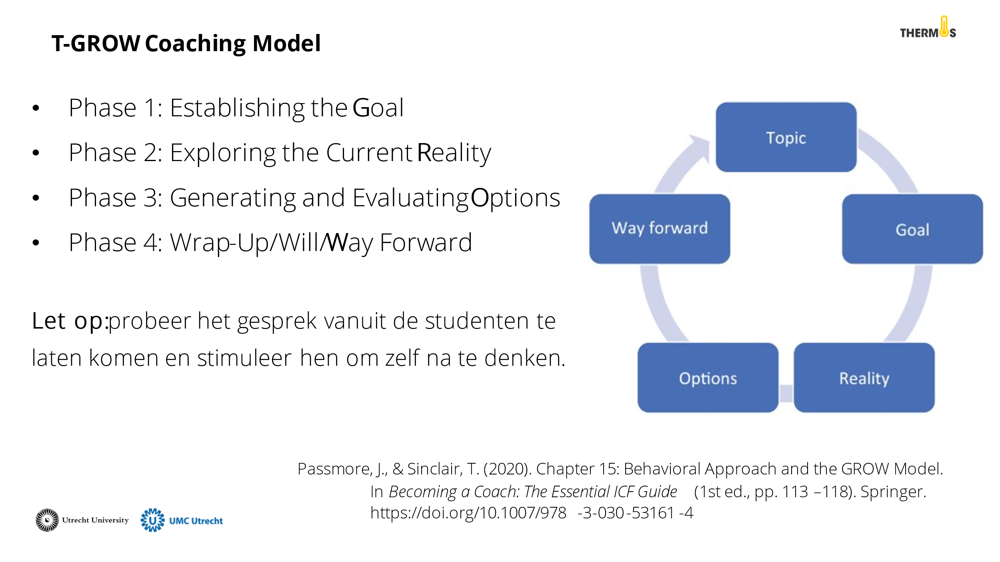 T-GROW Coaching Model
THERMOS
• Phase 1: Establishing the Goal
• Phase 2: Exploring the Current Reality
• Phase 3: Generating and Evaluating Options
• Phase 4: Wrap-Up/Will/Way Forward
Let op: probeer het gesprek vanuit de studenten te
laten komen en stimuleer hen om zelf na te denken.
Topic
Goal
Reality
Options
Way forward
Passmore, J., & Sinclair, T. (2020). Chapter 15: Behavioral Approach and the GROW Model.
In Becoming a Coach: The Essential ICF Guide (1st ed., pp. 113–118). Springer.
https://doi.org/10.1007/978-3-030-53161-4
Utrecht University
UMC Utrecht